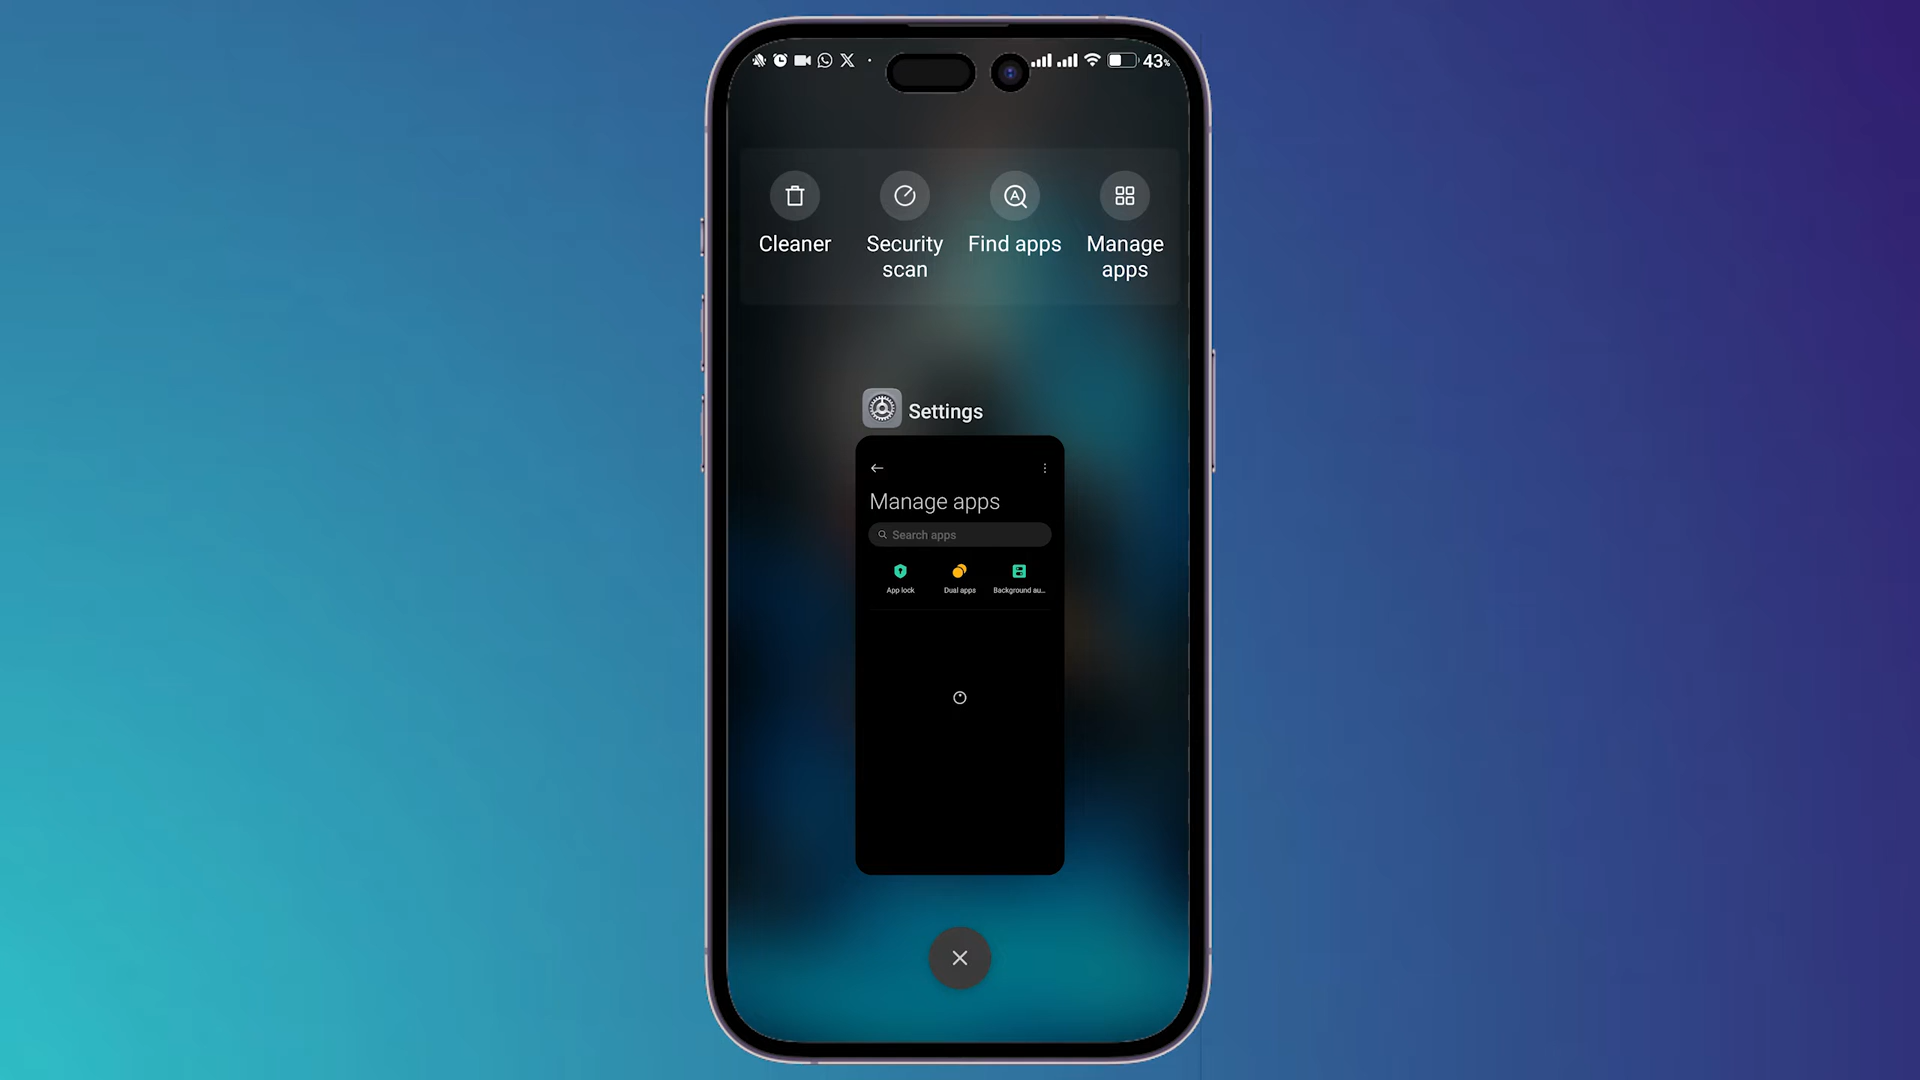 43%
Cleaner
Security
scan
Find apps
Manage
apps
Settings
Manage apps
Search apps
App lock
Dual apps
Background au...